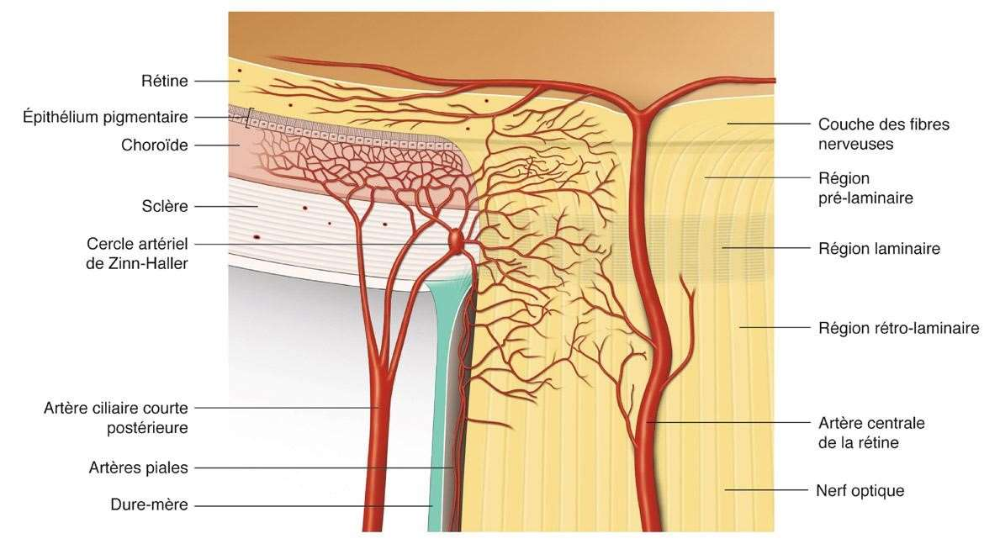 Rétine
Épithélium pigmentaire
Choroïde
Sclère
Cercle artériel
de Zinn-Haller
Artère ciliaire courte
postérieure
Artères piales
Dure-mère
Couche des fibres
nerveuses
Région
pré-laminaire
Région laminaire
Région rétro-laminaire
Artère centrale
de la rétine
Nerf optique